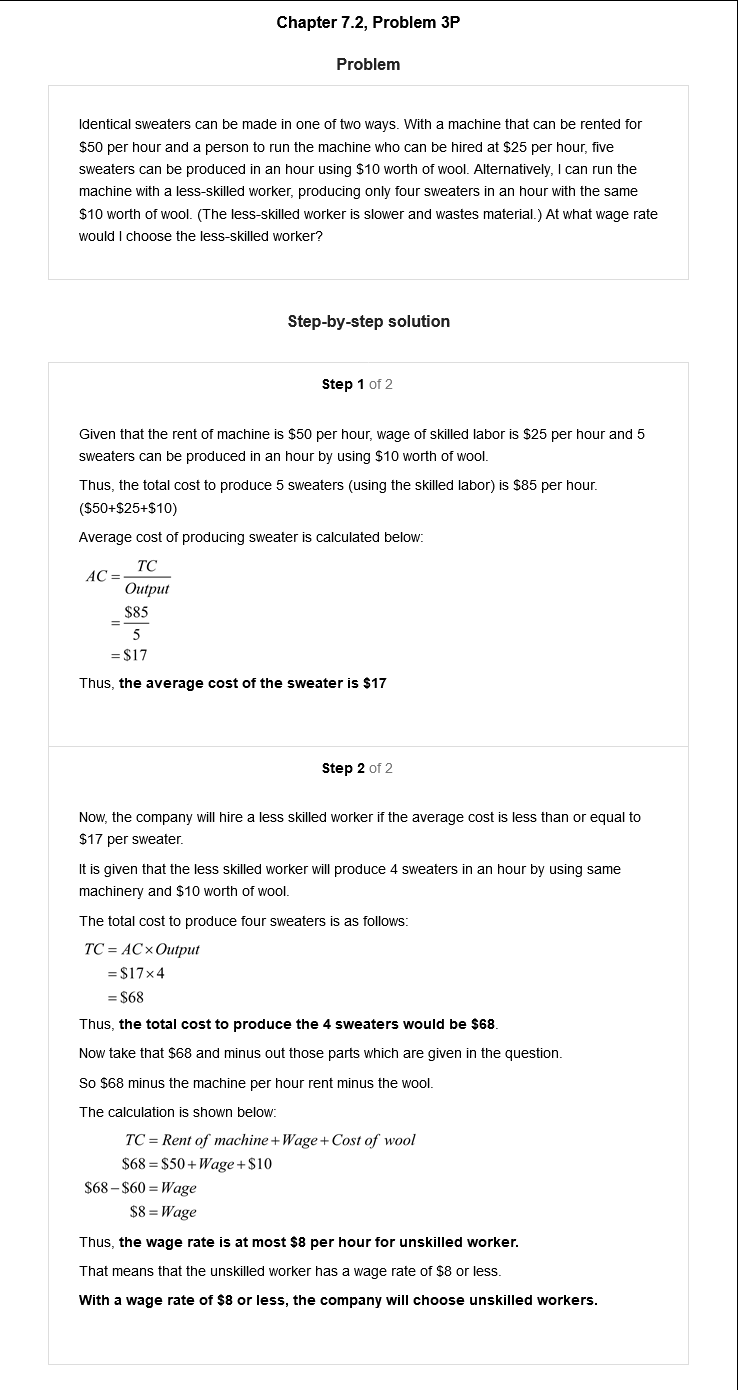 Chapter 7.2, Problem 3P
Problem
Identical sweaters can be made in one of two ways. With a machine that can be rented for
$50 per hour and a person to run the machine who can be hired at $25 per hour, five
sweaters can be produced in an hour using $10 worth of wool. Alternatively, I can run the
machine with a less-skilled worker, producing only four sweaters in an hour with the same
$10 worth of wool. (The less-skilled worker is slower and wastes material.) At what wage rate
would I choose the less-skilled worker?
Step-by-step solution
Step 1 of 2
Given that the rent of machine is $50 per hour, wage of skilled labor is $25 per hour and 5
sweaters can be produced in an hour by using $10 worth of wool.
Thus, the total cost to produce 5 sweaters (using the skilled labor) is $85 per hour.
($50+$25+$10)
Average cost of producing sweater is calculated below:
AC = TC
Output
= $85
5
= $17
Thus, the average cost of the sweater is $17
Step 2 of 2
Now, the company will hire a less skilled worker if the average cost is less than or equal to
$17 per sweater.
It is given that the less skilled worker will produce 4 sweaters in an hour by using same
machinery and $10 worth of wool.
The total cost to produce four sweaters is as follows:
TC = AC × Output
= $17 × 4
= $68
Thus, the total cost to produce the 4 sweaters would be $68.
Now take that $68 and minus out those parts which are given in the question.
So $68 minus the machine per hour rent minus the wool.
The calculation is shown below:
TC = Rent of machine + Wage + Cost of wool
$68 = $50 + Wage + $10
$68 – $60 = Wage
$8 = Wage
Thus, the wage rate is at most $8 per hour for unskilled worker.
That means that the unskilled worker has a wage rate of $8 or less.
With a wage rate of $8 or less, the company will choose unskilled workers.